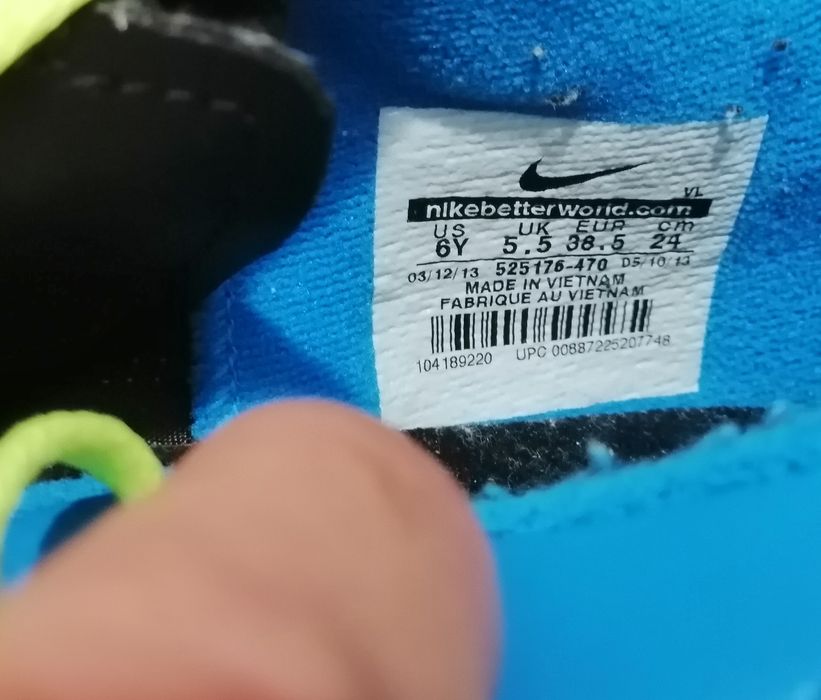 VL
nikebetterworld.com
US UK EUR cm
6Y 5.5 38.5 24
03/12/13 525176-470 05/10/13
MADE IN VIETNAM
FABRIQUE AU VIETNAM
104189220 UPC 00887225207748